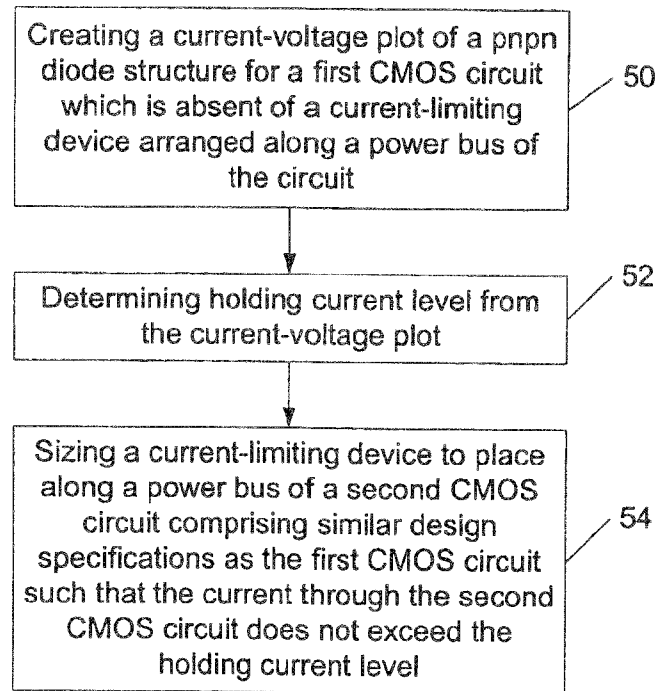 Creating a current-voltage plot of a pnpn
diode structure for a first CMOS circuit
which is absent of a current-limiting
device arranged along a power bus of
the circuit
50
Determining holding current level from
the current-voltage plot
52
Sizing a current-limiting device to place
along a power bus of a second CMOS
circuit comprising similar design
specifications as the first CMOS circuit
such that the current through the second
CMOS circuit does not exceed the
holding current level
54